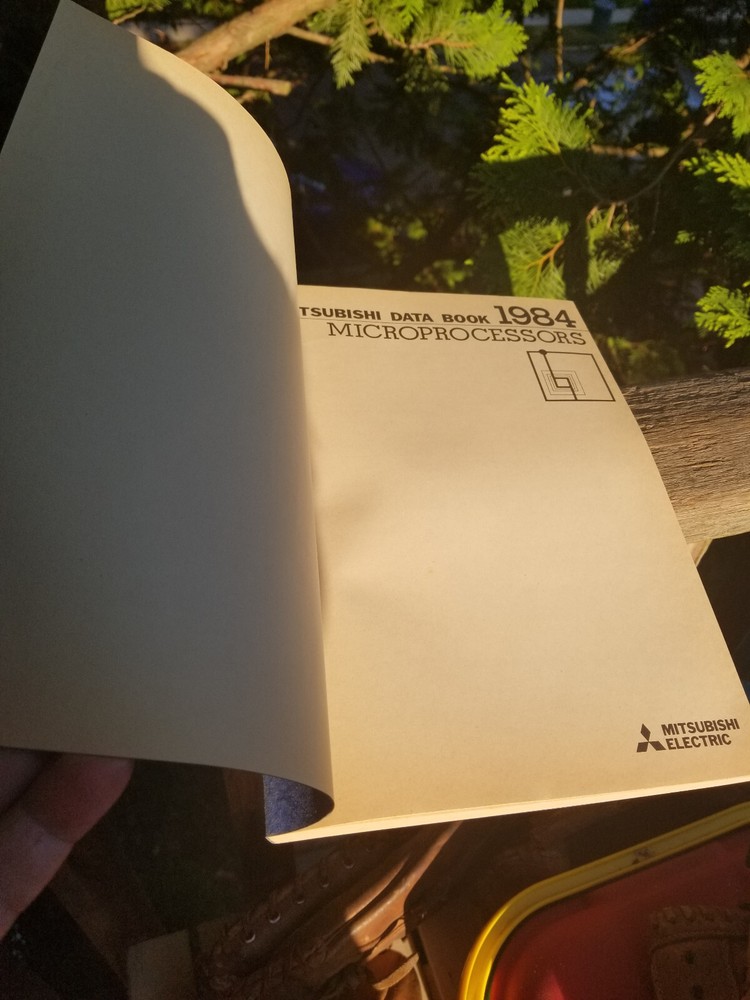 TSUBISHI DATA BOOK 1984
MICROPROCESSORS
MITSUBISHI
ELECTRIC